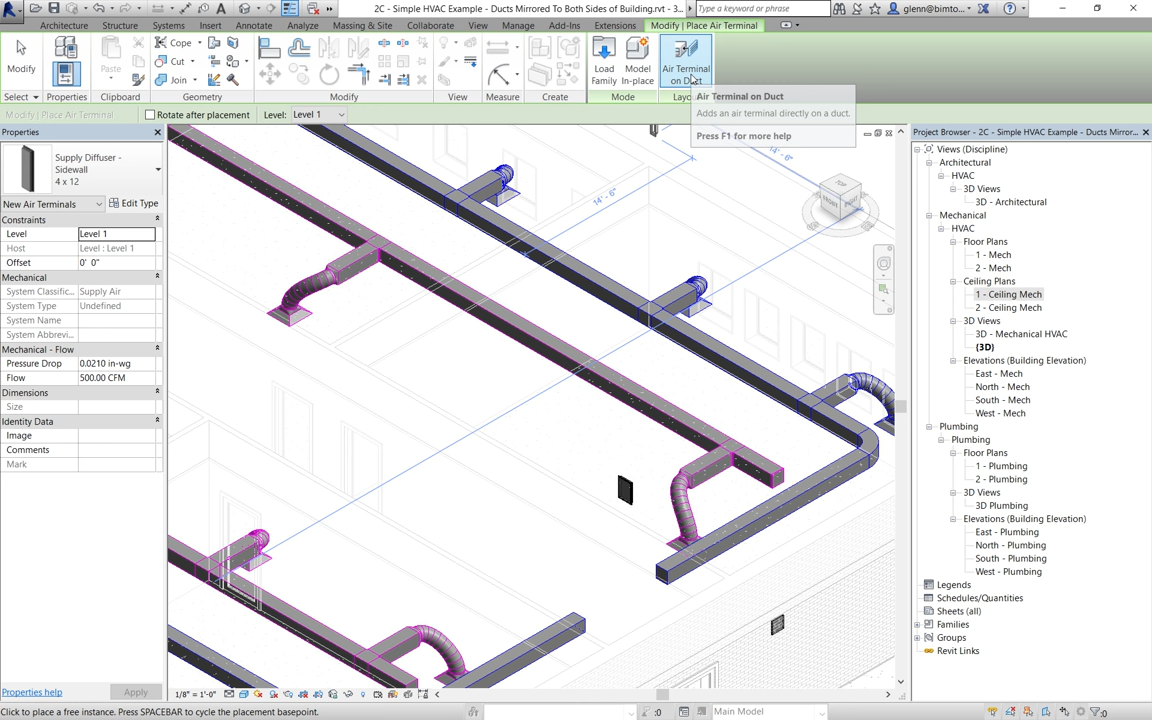 2C - Simple HVAC Example - Ducts Mirrored To Both Sides of Building.rvt - 3...
Type a keyword or phrase
glenn@bimto...
Architecture Structure Systems Insert Annotate Analyze Massing & Site Collaborate View Manage Add-Ins Extensions Modify | Place Air Terminal
Modify
Paste
Cope
Cut
Join
Load Family
Model In-place
Air Terminal on Duct
Select Properties Clipboard Geometry Modify View Measure Create Mode
Air Terminal on Duct
Adds an air terminal directly on a duct.
Press F1 for more help
Modify | Place Air Terminal
Rotate after placement
Level: Level 1
Properties
Supply Diffuser -
Sidewall
4 x 12
New Air Terminals
Edit Type
Constraints
Level Level 1
Host Level : Level 1
Offset 0' 0"
Mechanical
System Classific... Supply Air
System Type Undefined
System Name
System Abbrevi...
Mechanical - Flow
Pressure Drop 0.0210 in-wg
Flow 500.00 CFM
Dimensions
Size
Identity Data
Image
Comments
Mark
Properties help
Apply
14' - 6"
14' - 6"
Project Browser - 2C - Simple HVAC Example - Ducts Mirror...
Views (Discipline)
Architectural
HVAC
3D Views
3D - Architectural
Mechanical
HVAC
Floor Plans
1 - Mech
2 - Mech
Ceiling Plans
1 - Ceiling Mech
2 - Ceiling Mech
3D Views
3D - Mechanical HVAC
(3D)
Elevations (Building Elevation)
East - Mech
North - Mech
South - Mech
West - Mech
Plumbing
Plumbing
Floor Plans
1 - Plumbing
2 - Plumbing
3D Views
3D Plumbing
Elevations (Building Elevation)
East - Plumbing
North - Plumbing
South - Plumbing
West - Plumbing
Legends
Schedules/Quantities
Sheets (all)
Families
Groups
Revit Links
1/8" = 1'-0"
Click to place a free instance. Press SPACEBAR to cycle the placement basepoint.
:0
Main Model
:0